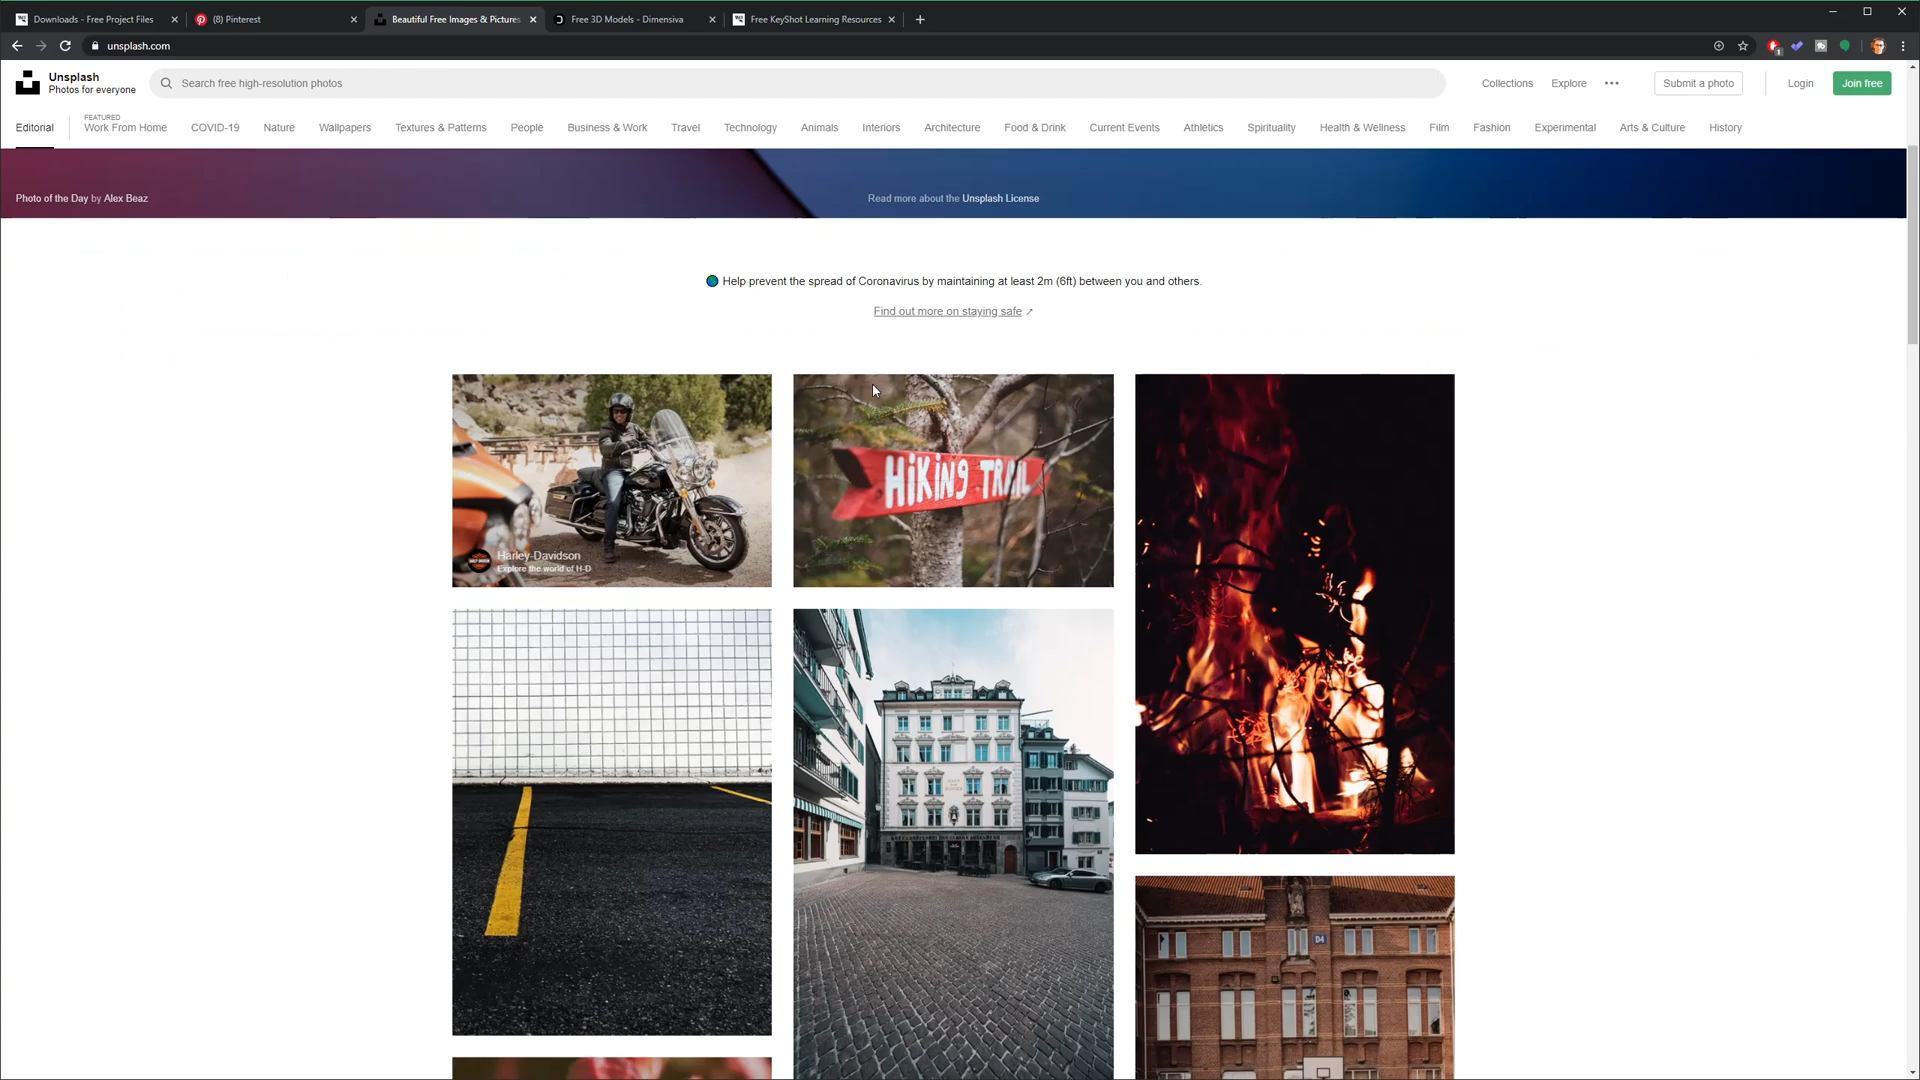 Downloads - Free Project Files
(8) Pinterest
Beautiful Free Images & Pictures
Free 3D Models - Dimensiva
Free KeyShot Learning Resources
unsplash.com
1
Unsplash
Photos for everyone
Search free high-resolution photos
Collections
Explore
Submit a photo
Login
Join free
Editorial
FEATURED
Work From Home
COVID-19
Nature
Wallpapers
Textures & Patterns
People
Business & Work
Travel
Technology
Animals
Interiors
Architecture
Food & Drink
Current Events
Athletics
Spirituality
Health & Wellness
Film
Fashion
Experimental
Arts & Culture
History
Photo of the Day by Alex Beaz
Read more about the Unsplash License
Help prevent the spread of Coronavirus by maintaining at least 2m (6ft) between you and others.
Find out more on staying safe
HiKiNg TRAiL
Harley-Davidson
Explore the world of H-D
D4